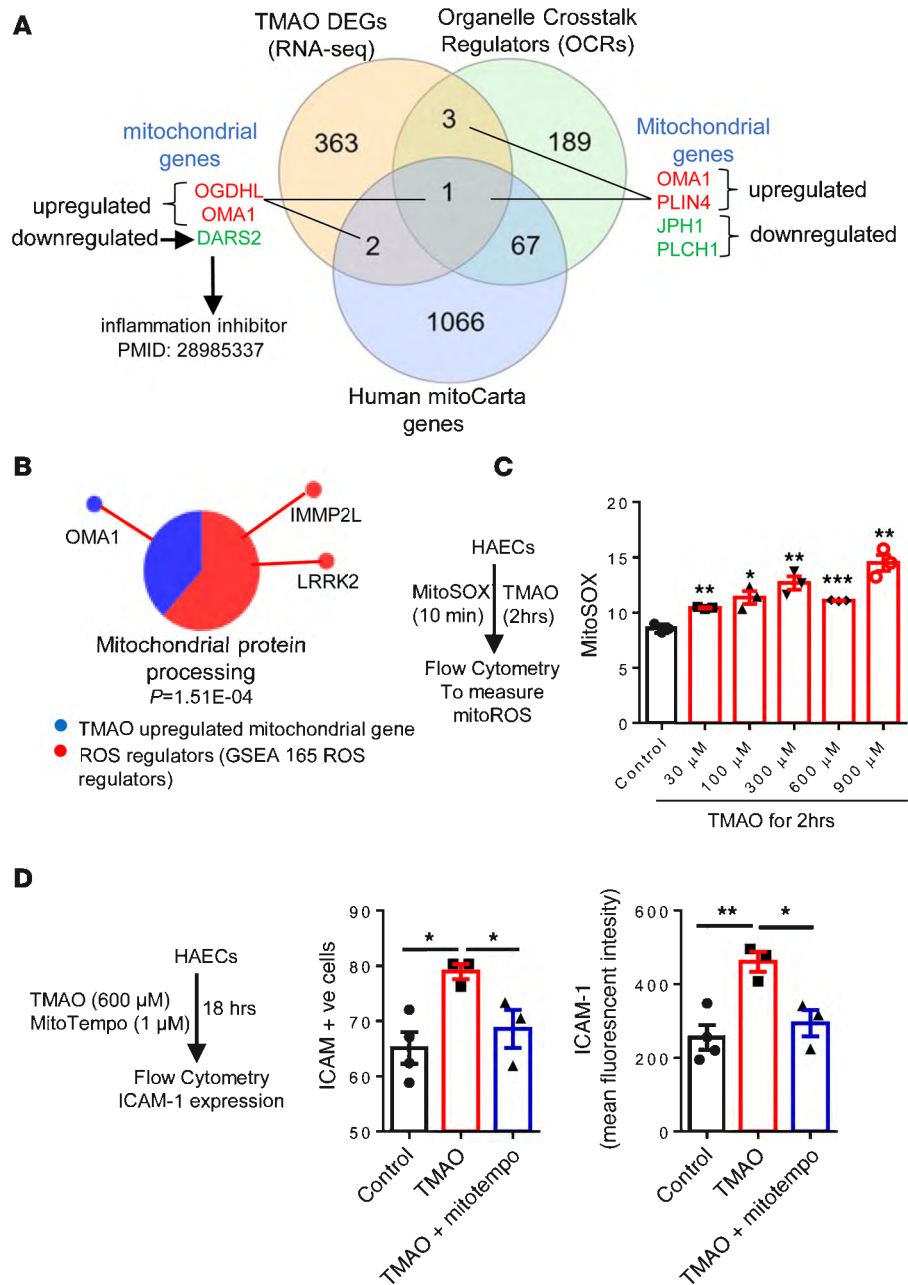 A
TMAO DEGs
(RNA-seq)
Organelle Crosstalk
Regulators (OCRs)
363
3
189
1
2
67
1066
Human mitoCarta
genes
mitochondrial
genes
upregulated
OGDHL
OMA1
downregulated
DARS2
inflammation inhibitor
PMID: 28985337
Mitochondrial
genes
OMA1
PLIN4
upregulated
JPH1
PLCH1
downregulated
B
OMA1
IMMP2L
LRRK2
Mitochondrial protein
processing
P=1.51E-04
TMAO upregulated mitochondrial gene
ROS regulators (GSEA 165 ROS
regulators)
C
HAECs
MitoSOX
(10 min)
TMAO
(2hrs)
Flow Cytometry
To measure
mitoROS
MitoSOX
20
15
10
5
0
**
*
**
***
**
Control
30 µM
100 µM
300 µM
600 µM
900 µM
TMAO for 2hrs
D
HAECs
TMAO (600 µM)
MitoTempo (1 µM)
18 hrs
Flow Cytometry
ICAM-1 expression
ICAM + ve cells
90
80
70
60
50
*
*
Control
TMAO
TMAO + mitotempo
ICAM-1
(mean fluoresncent intesity)
600
400
200
0
**
*
Control
TMAO
TMAO + mitotempo